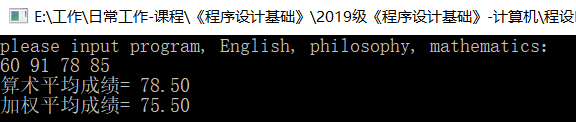 E:\工作\日常工作-课程\《程序设计基础》\2019级《程序设计基础》-计算机\程设
please input program, English, philosophy, mathematics:
60 91 78 85
算术平均成绩= 78.50
加权平均成绩= 75.50